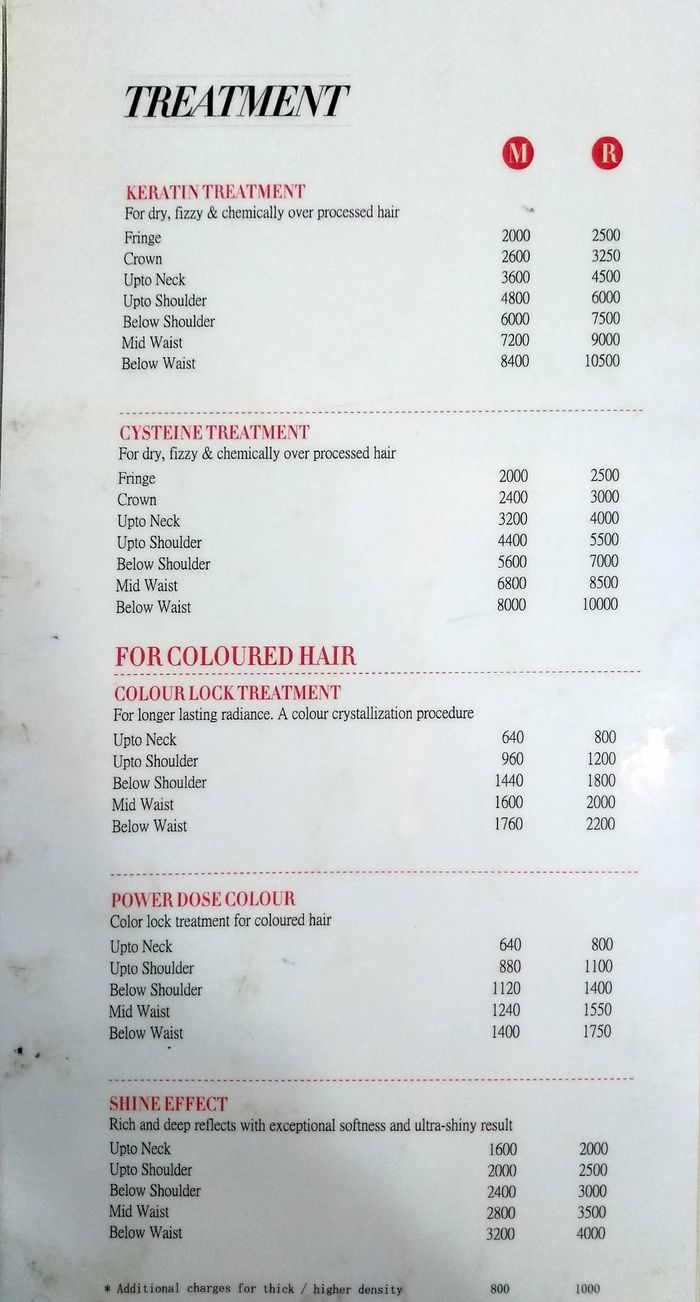 TREATMENT
M R
KERATIN TREATMENT
For dry, fizzy & chemically over processed hair
Fringe 2000 2500
Crown 2600 3250
Upto Neck 3600 4500
Upto Shoulder 4800 6000
Below Shoulder 6000 7500
Mid Waist 7200 9000
Below Waist 8400 10500
CYSTEINE TREATMENT
For dry, fizzy & chemically over processed hair
Fringe 2000 2500
Crown 2400 3000
Upto Neck 3200 4000
Upto Shoulder 4400 5500
Below Shoulder 5600 7000
Mid Waist 6800 8500
Below Waist 8000 10000
FOR COLOURED HAIR
COLOUR LOCK TREATMENT
For longer lasting radiance. A colour crystallization procedure
Upto Neck 640 800
Upto Shoulder 960 1200
Below Shoulder 1440 1800
Mid Waist 1600 2000
Below Waist 1760 2200
POWER DOSE COLOUR
Color lock treatment for coloured hair
Upto Neck 640 800
Upto Shoulder 880 1100
Below Shoulder 1120 1400
Mid Waist 1240 1550
Below Waist 1400 1750
SHINE EFFECT
Rich and deep reflects with exceptional softness and ultra-shiny result
Upto Neck 1600 2000
Upto Shoulder 2000 2500
Below Shoulder 2400 3000
Mid Waist 2800 3500
Below Waist 3200 4000
* Additional charges for thick / higher density 800 1000